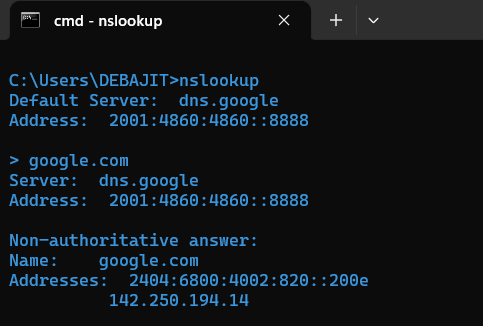 cmd - nslookup
C:\Users\DEBAJIT>nslookup
Default Server:  dns.google
Address:  2001:4860:4860::8888
> google.com
Server:  dns.google
Address:  2001:4860:4860::8888
Non-authoritative answer:
Name:    google.com
Addresses:  2404:6800:4002:820::200e
          142.250.194.14